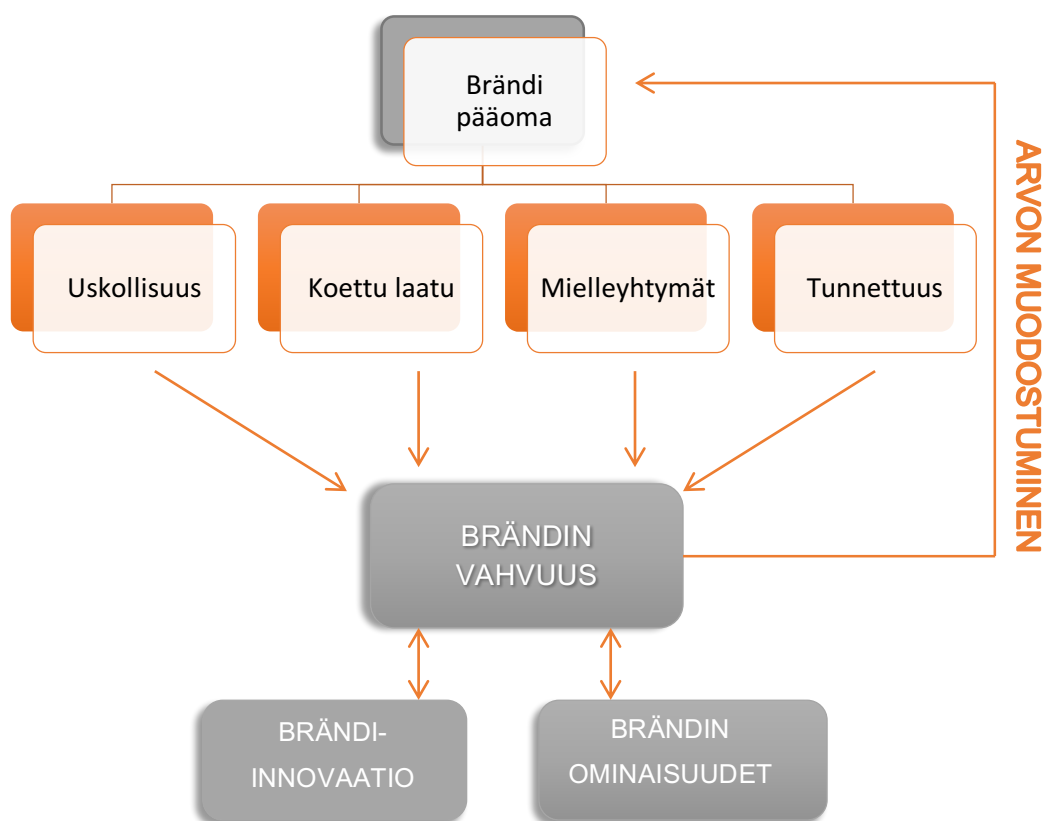 Brändi
pääoma
Uskollisuus
Koettu laatu
Mielleyhtymät
Tunnettuus
ARVON MUODOSTUMINEN
BRÄNDIN
VAHVUUS
BRÄNDI-
INNOVAATIO
BRÄNDIN
OMINAISUUDET